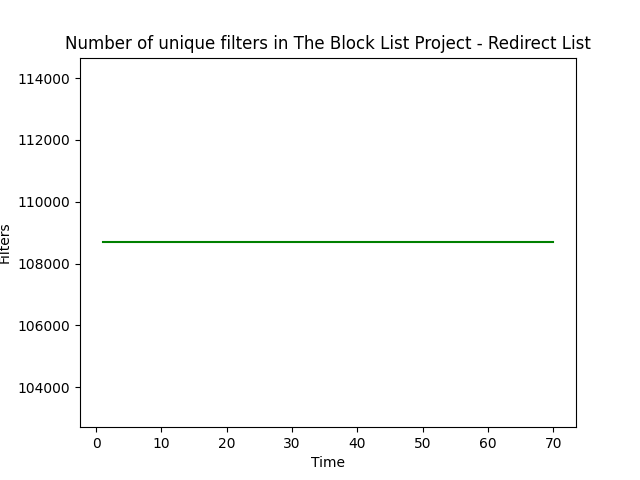 Number of unique filters in The Block List Project - Redirect List
114000
112000
110000
108000
106000
104000
Filters
0 10 20 30 40 50 60 70
Time